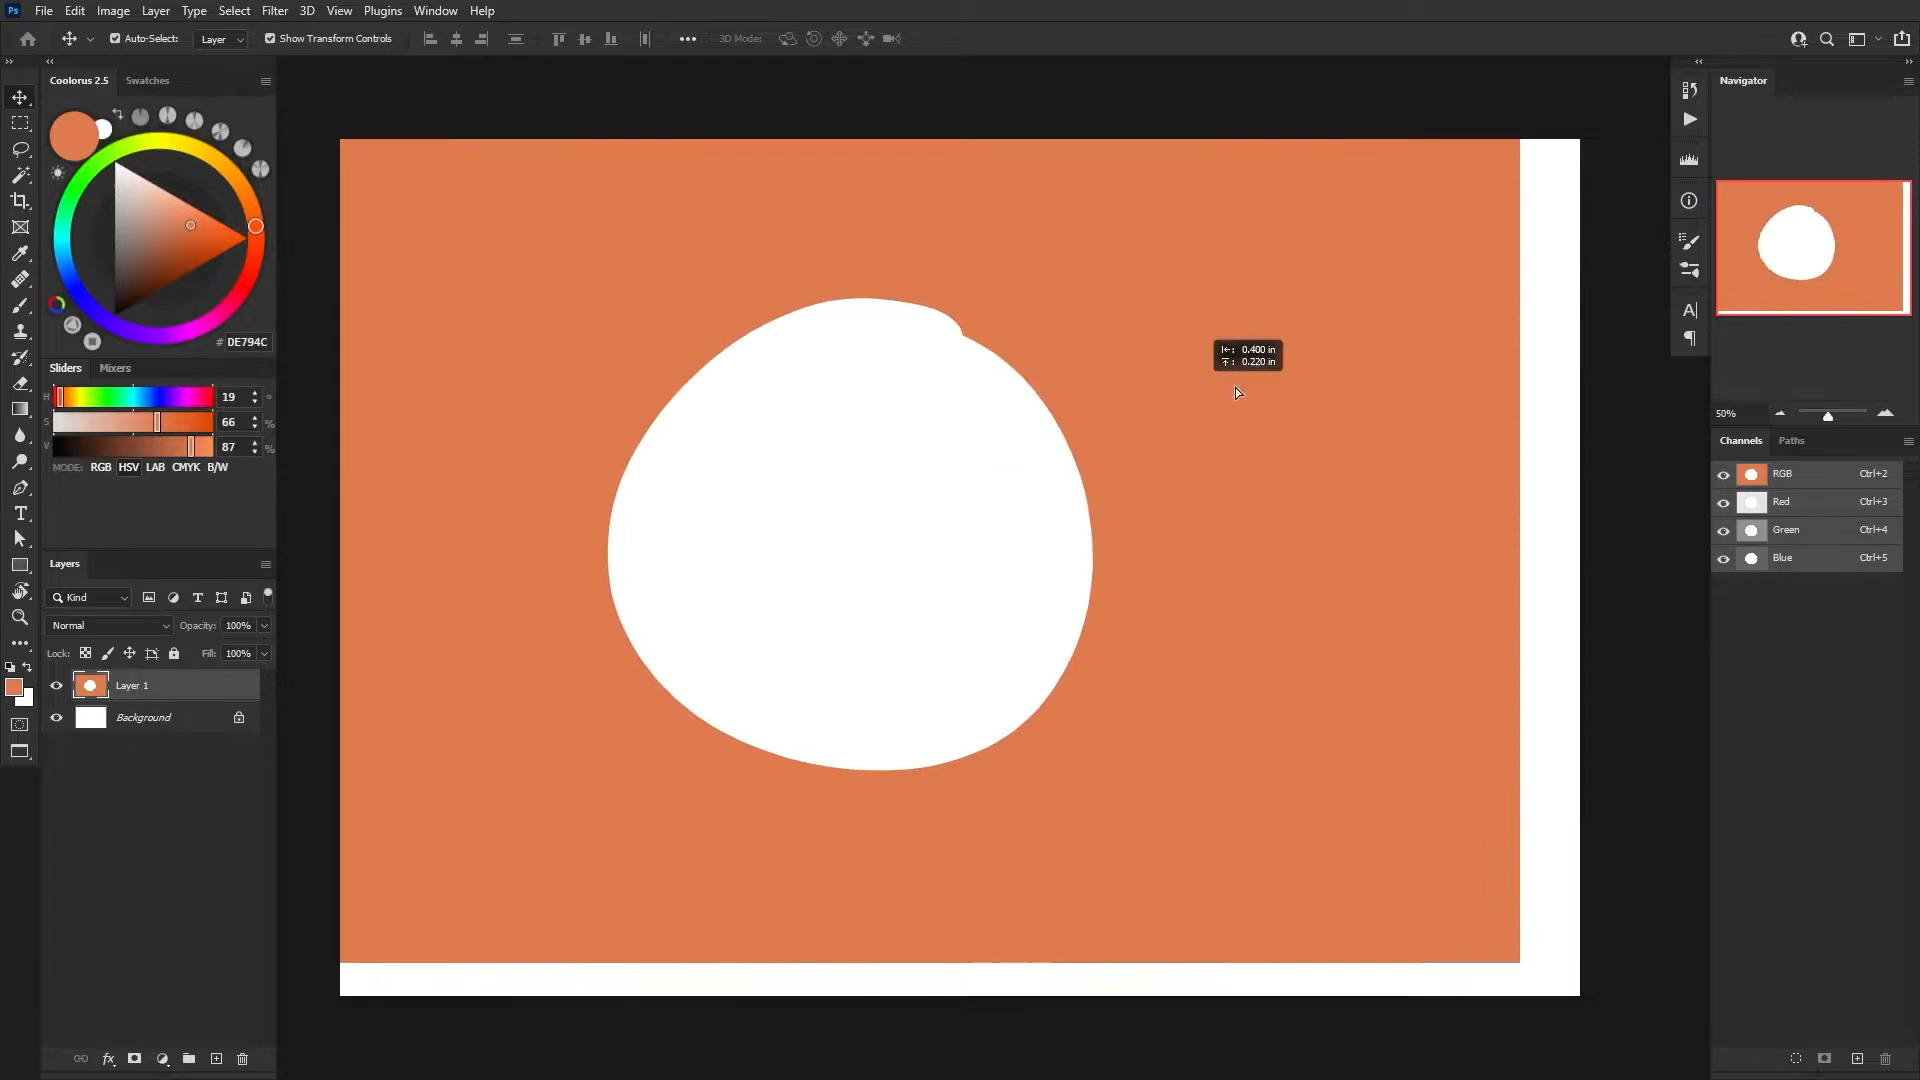 Ps File Edit Image Layer Type Select Filter 3D View Plugins Window Help
Auto-Select: Layer Show Transform Controls 3D Mode:
Coolorus 2.5 Swatches
# DE794C
Sliders Mixers
H 19 °
S 66 %
V 87 %
MODE: RGB HSV LAB CMYK B/W
Layers
Kind
Normal Opacity: 100%
Lock: Fill: 100%
Layer 1
Background
fx
0.400 in
0.220 in
Navigator
50%
Channels Paths
RGB Ctrl+2
Red Ctrl+3
Green Ctrl+4
Blue Ctrl+5